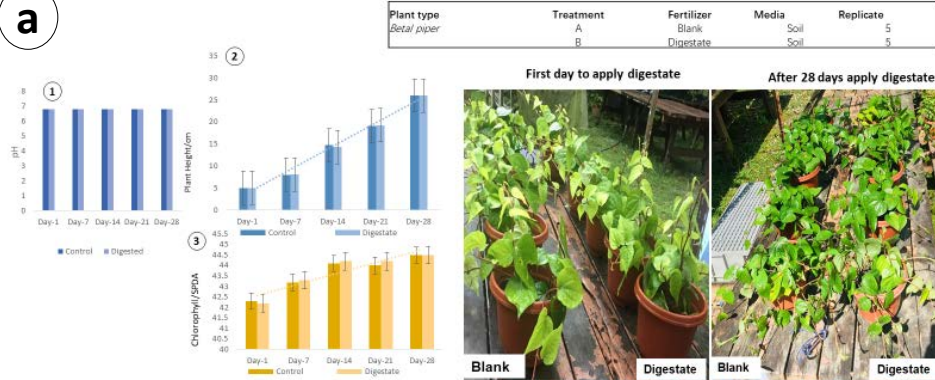 a
Plant type Treatment Fertilizer Media Replicate
Betal piper A Blank Soil 5
B Digestate Soil 5
1
pH
8
7
6
5
4
3
2
1
0
Day-1 Day-7 Day-14 Day-21 Day-28
Control Digested
2
Plant Height/cm
35
30
25
20
15
10
5
0
Day-1 Day-7 Day-14 Day-21 Day-28
Control Digestate
3
Chlorophyll/SPDA
45.5
45
44.5
44
43.5
43
42.5
42
41.5
41
40.5
40
Day-1 Day-7 Day-14 Day-21 Day-28
Control Digestate
First day to apply digestate
After 28 days apply digestate
Blank Digestate
Blank Digestate